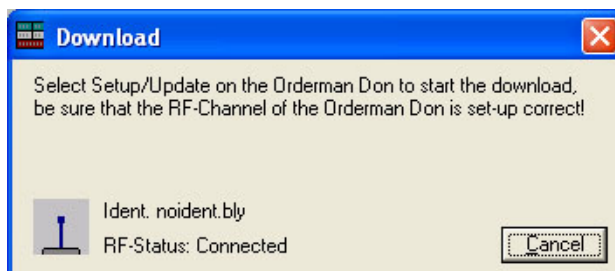 Download
Select Setup/Update on the Orderman Don to start the download,
be sure that the RF-Channel of the Orderman Don is set-up correct!
Ident. noident.bly
RF-Status: Connected
Cancel